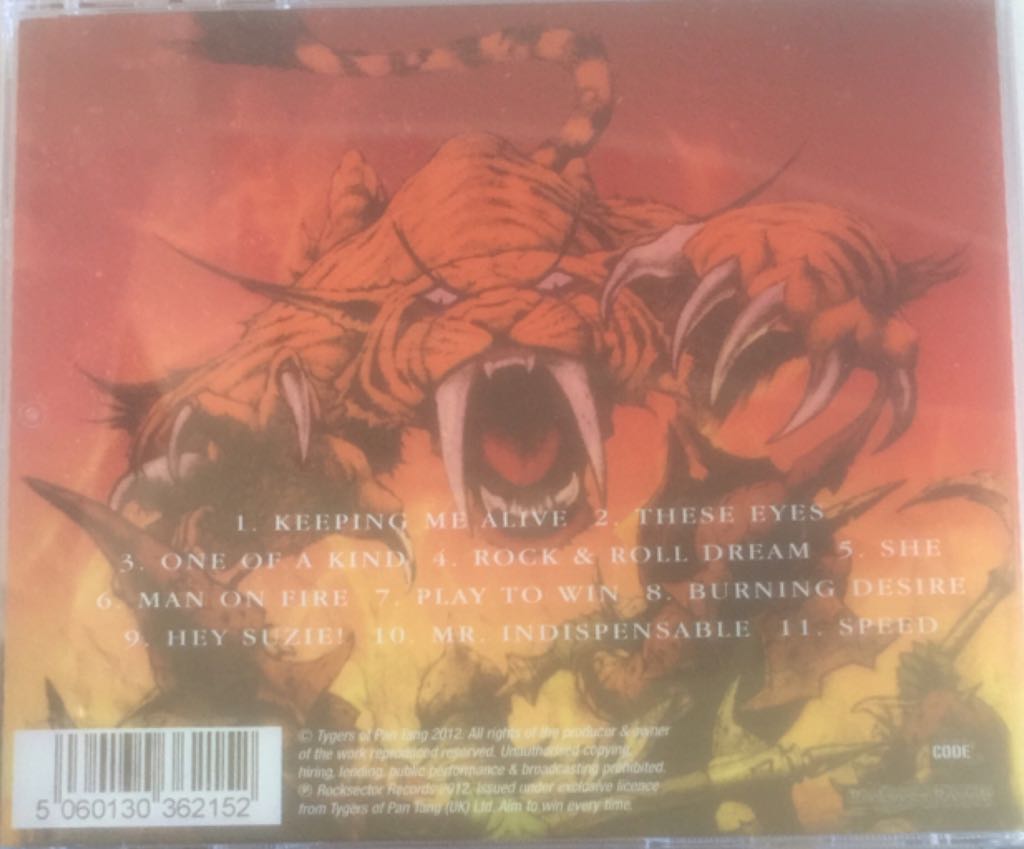 1. KEEPING ME ALIVE 2. THESE EYES
3. ONE OF A KIND 4. ROCK & ROLL DREAM 5. SHE
6. MAN ON FIRE 7. PLAY TO WIN 8. BURNING DESIRE
9. HEY SUZIE! 10. MR. INDISPENSABLE 11. SPEED
© Tygers of Pan Tang 2012. All rights of the producer & owner
of the work reproduced reserved. Unauthorised copying,
hiring, lending, public performance & broadcasting prohibited.
℗ Rocksector Records 2012. Issued under exclusive licence
from Tygers of Pan Tang (UK) Ltd. Aim to win every time.
CODE
5 060130 362152